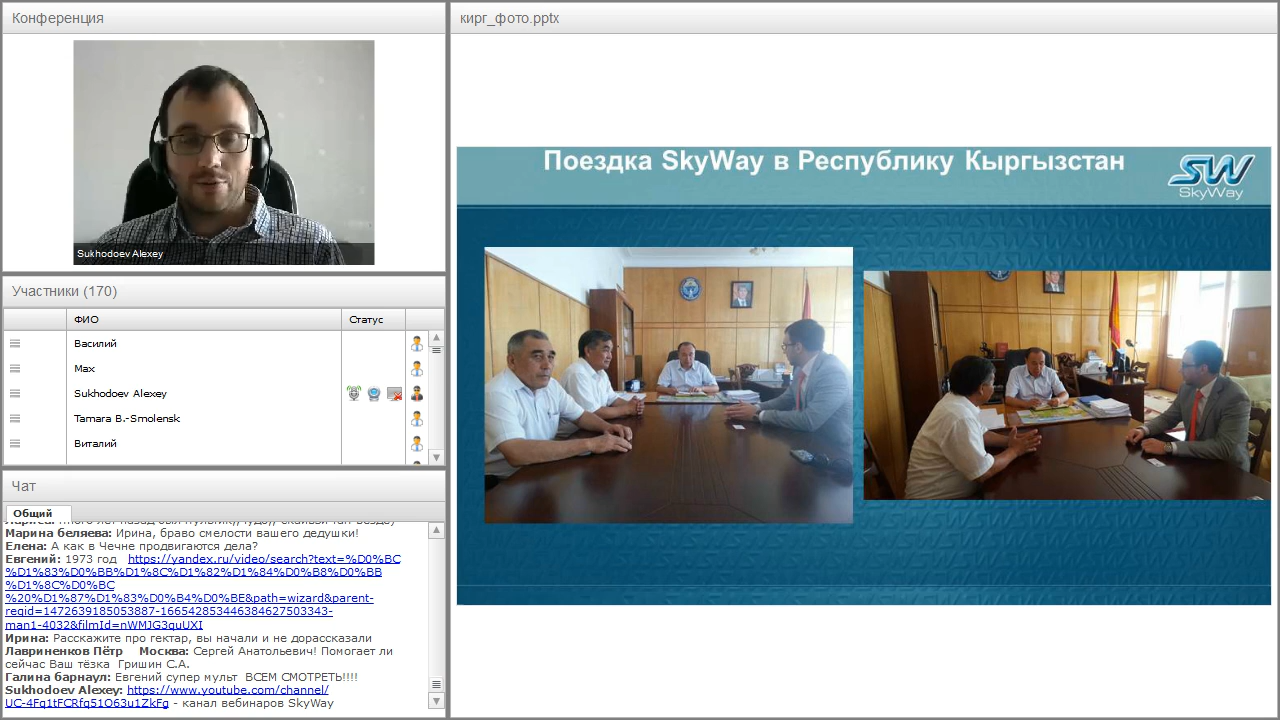 Конференция
Sukhodoev Alexey
Участники (170)
ФИО
Статус
Василий
Max
Sukhodoev Alexey
Tamara B.-Smolensk
Виталий
Чат
Общий
Марина беляева: Ирина, браво смелости вашего дедушки!
Елена: А как в Чечне продвигаются дела?
Евгений: 1973 год https://yandex.ru/video/search?text=%D0%BC
%D1%83%D0%BB%D1%8C%D1%82%D1%84%D0%B8%D0%BB
%D1%8C%D0%BC
%20%D1%87%D1%83%D0%B4%D0%BE&path=wizard&parent-
reqid=1472639185053887-166542853446384627503343-
man1-4032&filmId=nWMJG3quUXI
Ирина: Расскажите про гектар, вы начали и не дорассказали
Лавриненков Пётр Москва: Сергей Анатольевич! Помогает ли
сейчас Ваш тёзка Гришин С.А.
Галина барнаул: Евгений супер мульт ВСЕМ СМОТРЕТЬ!!!!
Sukhodoev Alexey: https://www.youtube.com/channel/
UC-4Fq1tFCRfq51O63u1ZkFg - канал вебинаров SkyWay
кирг_фото.pptx
Поездка SkyWay в Республику Кыргызстан
SW
SkyWay